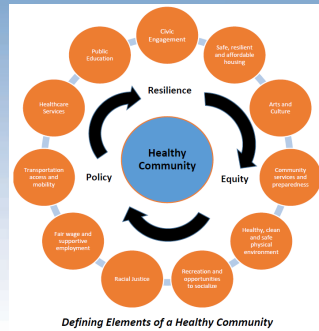 Civic
Engagement
Safe, resilient
and affordable
housing
Arts and
Culture
Community
services and
preparedness
Healthy, clean
and safe
physical
environment
Recreation and
opportunities
to socialize
Racial Justice
Fair wage and
supportive
employment
Transportation
access and
mobility
Healthcare
Services
Public
Education
Resilience
Equity
Policy
Healthy
Community
Defining Elements of a Healthy Community